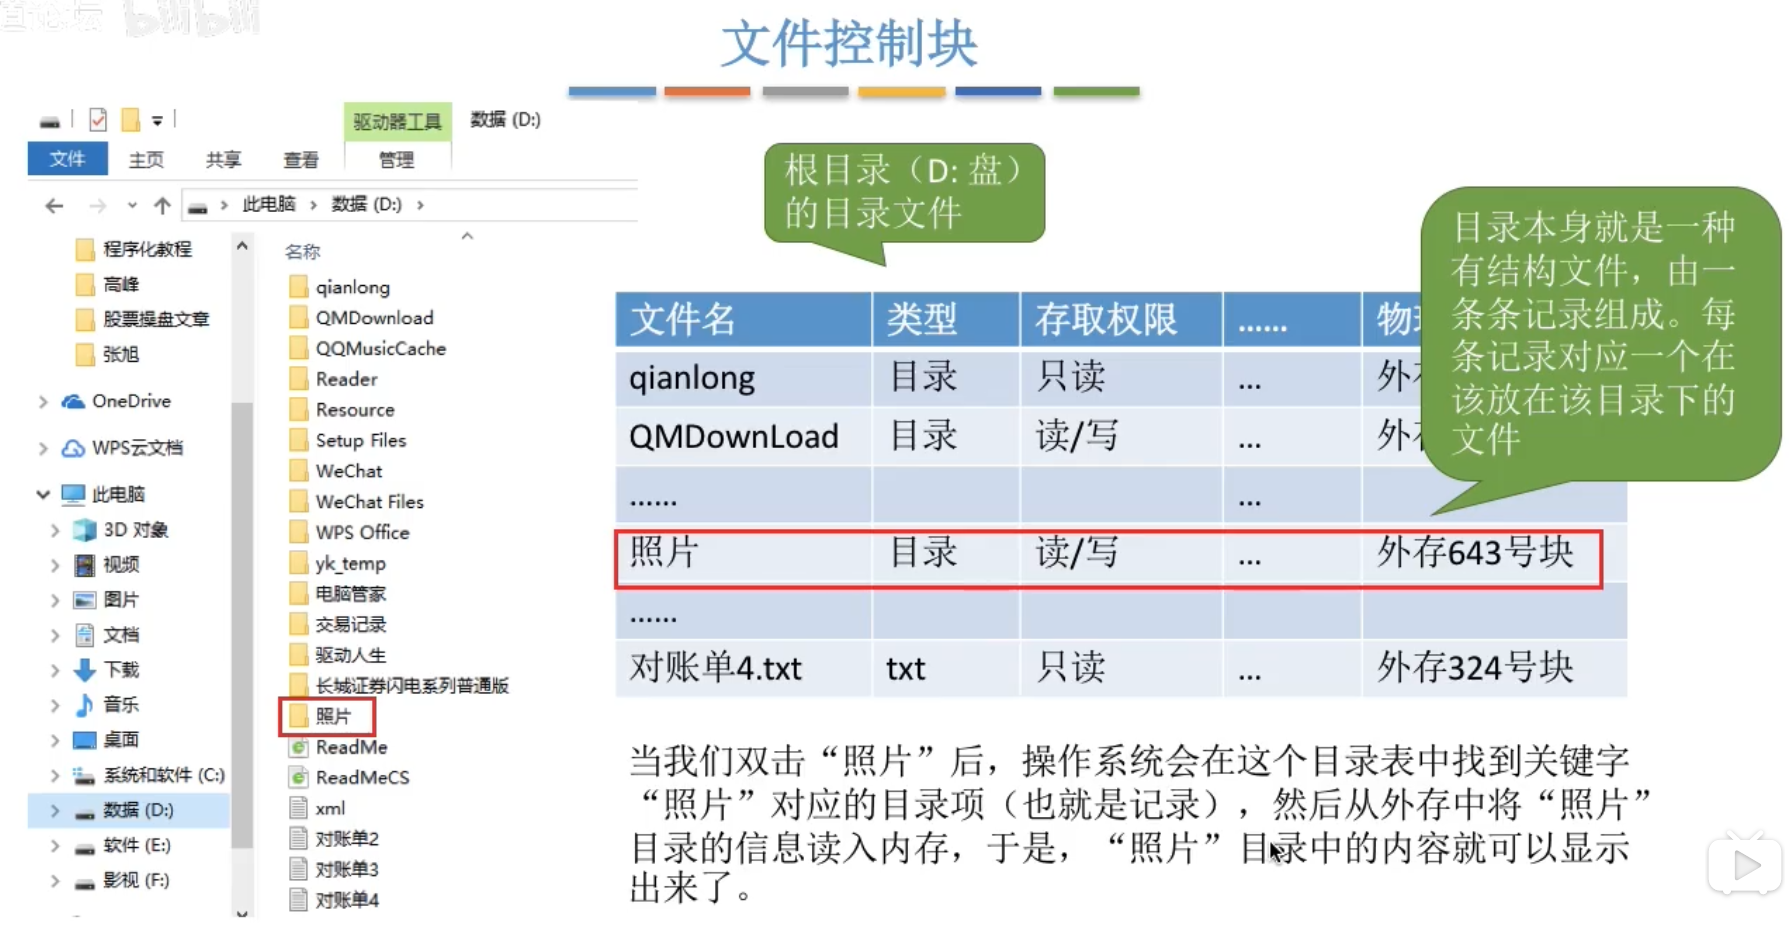 bilibili
文件控制块
驱动器工具
数据 (D:)
文件
主页
共享
查看
管理
此电脑 › 数据 (D:) ›
程序化教程
高峰
股票操盘文章
张旭
OneDrive
WPS云文档
此电脑
3D 对象
视频
图片
文档
下载
音乐
桌面
系统和软件 (C:)
数据 (D:)
软件 (E:)
影视 (F:)
名称
qianlong
QMDownload
QQMusicCache
Reader
Resource
Setup Files
WeChat
WeChat Files
WPS Office
yk_temp
电脑管家
交易记录
驱动人生
长城证券闪电系列普通版
照片
ReadMe
ReadMeCS
xml
对账单2
对账单3
对账单4
根目录（D: 盘）
的目录文件
目录本身就是一种
有结构文件，由一
条条记录组成。每
条记录对应一个在
该放在该目录下的
文件
文件名 类型 存取权限 …… 物
qianlong 目录 只读 ... 外
QMDownLoad 目录 读/写 ... 外
…… ...
照片 目录 读/写 ... 外存643号块
……
对账单4.txt txt 只读 ... 外存324号块
当我们双击“照片”后，操作系统会在这个目录表中找到关键字
“照片”对应的目录项（也就是记录），然后从外存中将“照片”
目录的信息读入内存，于是，“照片”目录中的内容就可以显示
出来了。